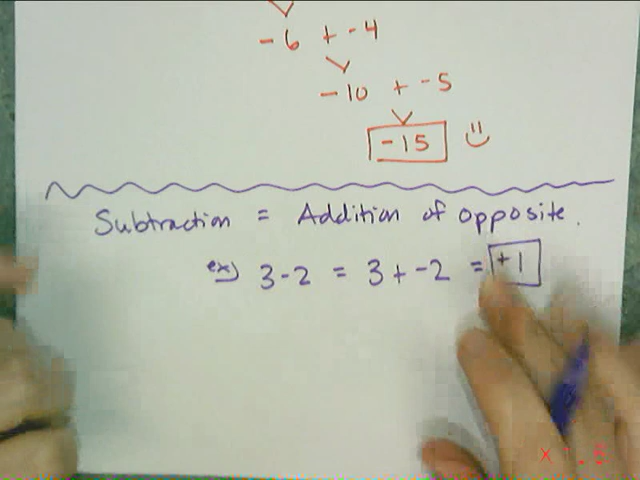 -6 + -4
-10 + -5
-15
Subtraction = Addition of opposite.
ex) 3-2 = 3 + -2 = +1